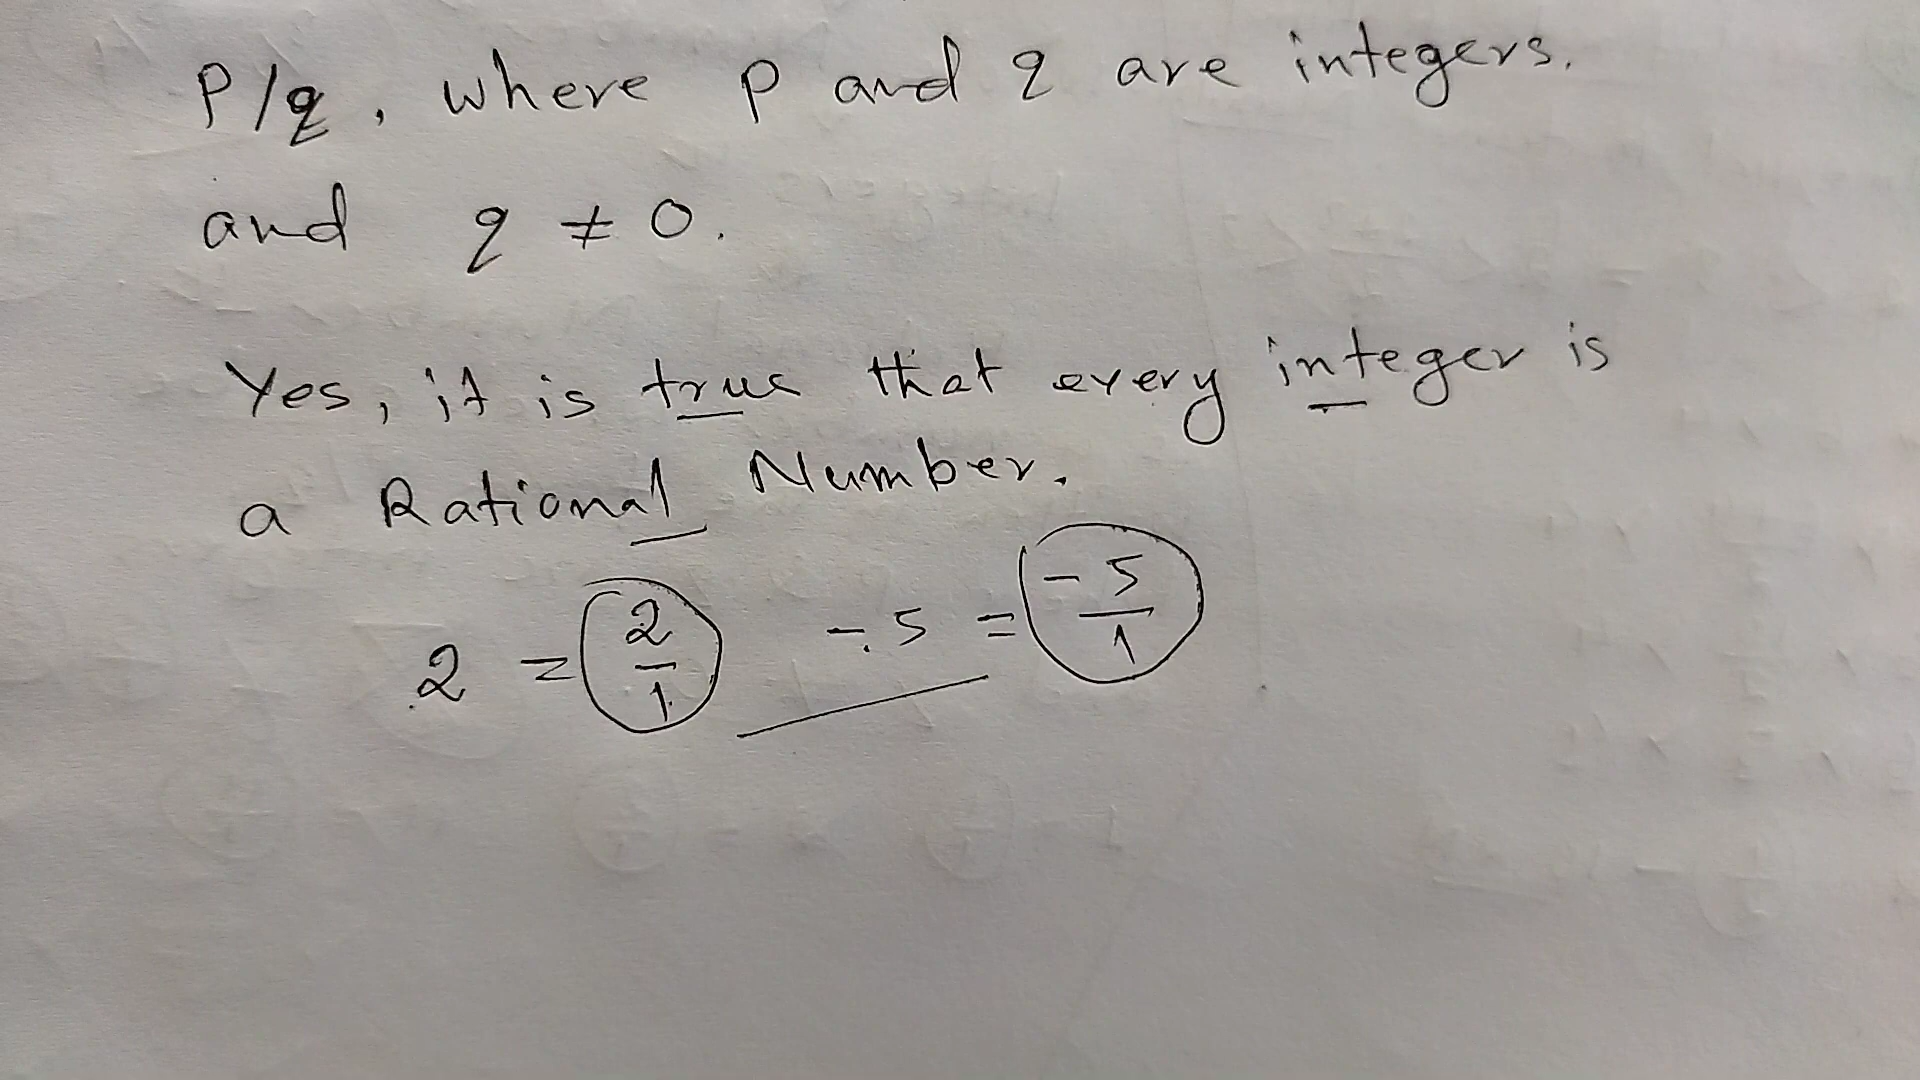 P/q, where p and q are integers.
and q ≠ 0.
Yes, it is true that every integer is
a Rational Number.
2 = 2/1 -5 = -5/1